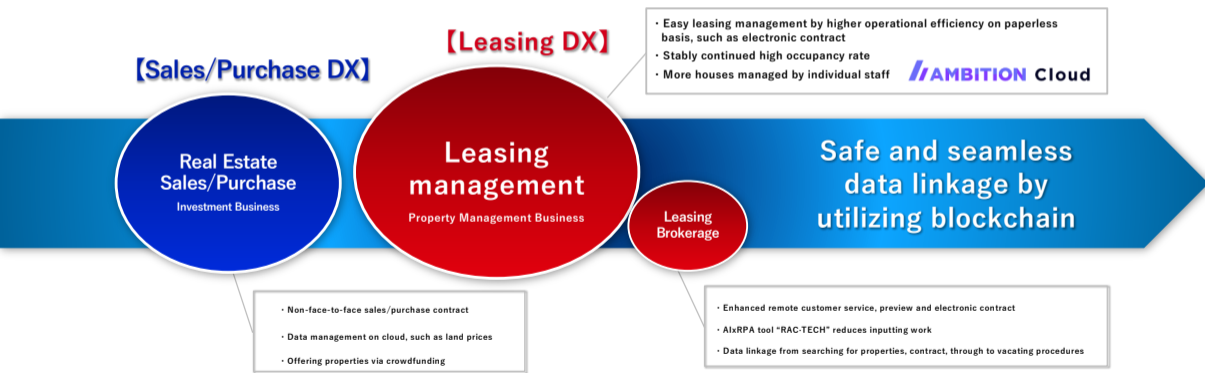 【Sales/Purchase DX】
【Leasing DX】
・Easy leasing management by higher operational efficiency on paperless
basis, such as electronic contract
・Stably continued high occupancy rate
・More houses managed by individual staff
AMBITION Cloud
Real Estate
Sales/Purchase
Investment Business
Leasing
management
Property Management Business
Leasing
Brokerage
Safe and seamless
data linkage by
utilizing blockchain
・Non-face-to-face sales/purchase contract
・Data management on cloud, such as land prices
・Offering properties via crowdfunding
・Enhanced remote customer service, preview and electronic contract
・AIxRPA tool “RAC-TECH” reduces inputting work
・Data linkage from searching for properties, contract, through to vacating procedures